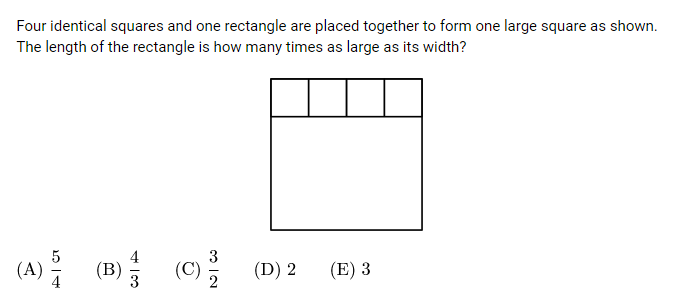 Four identical squares and one rectangle are placed together to form one large square as shown.
The length of the rectangle is how many times as large as its width?
(A) 5/4 (B) 4/3 (C) 3/2 (D) 2 (E) 3